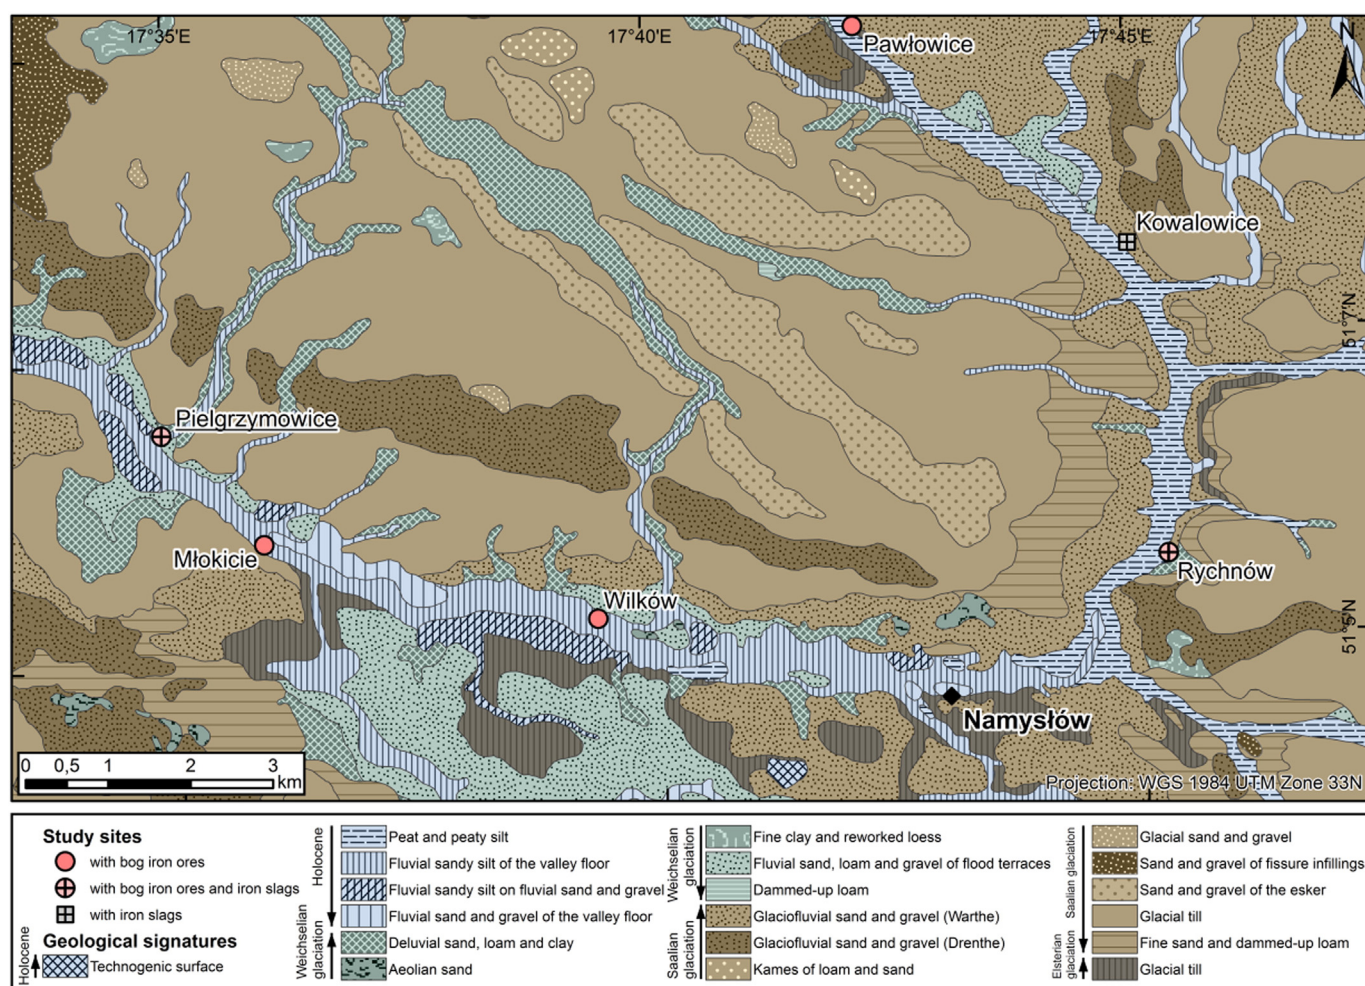 17°35'E
17°40'E
17°45'E
N
Pawłowice
Kowalowice
51°7'N
Pielgrzymowice
Młokicie
Wilków
Rychnów
51°5'N
Namysłów
0 0,5 1 2 3
km
Projection: WGS 1984 UTM Zone 33N
Study sites
with bog iron ores
with bog iron ores and iron slags
with iron slags
Geological signatures
Holocene
Technogenic surface
Holocene
Weichselian
glaciation
Peat and peaty silt
Fluvial sandy silt of the valley floor
Fluvial sandy silt on fluvial sand and gravel
Fluvial sand and gravel of the valley floor
Deluvial sand, loam and clay
Aeolian sand
Weichselian
glaciation
Saalian
glaciation
Fine clay and reworked loess
Fluvial sand, loam and gravel of flood terraces
Dammed-up loam
Glaciofluvial sand and gravel (Warthe)
Glaciofluvial sand and gravel (Drenthe)
Kames of loam and sand
Saalian glaciation
Elsterian
glaciation
Glacial sand and gravel
Sand and gravel of fissure infillings
Sand and gravel of the esker
Glacial till
Fine sand and dammed-up loam
Glacial till